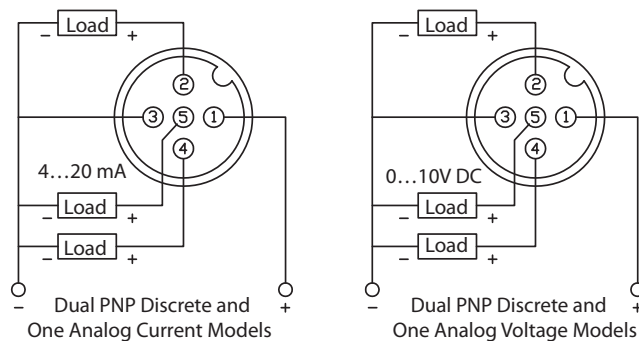 − Load +
− Load +
2
2
3 5 1
3 5 1
4
4
4...20 mA
0...10V DC
− Load +
− Load +
− Load +
− Load +
− +
− +
Dual PNP Discrete and
One Analog Current Models
Dual PNP Discrete and
One Analog Voltage Models